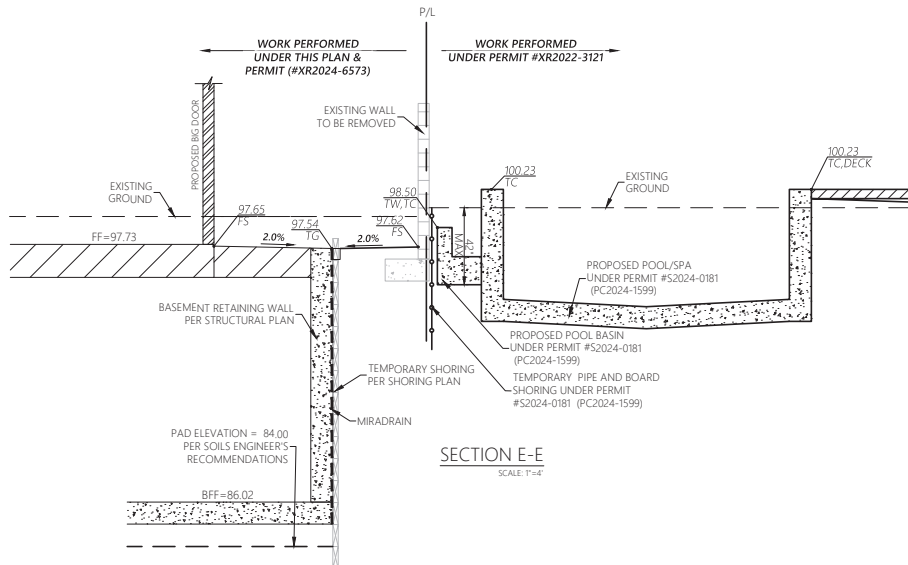 P/L
WORK PERFORMED
UNDER THIS PLAN &
PERMIT (#XR2024-6573)
WORK PERFORMED
UNDER PERMIT #XR2022-3121
PROPOSED BIG DOOR
EXISTING WALL
TO BE REMOVED
EXISTING
GROUND
97.65
FS
FF=97.73
2.0%
97.54
TG
2.0%
98.50
TW,TC
97.62
FS
42"
MAX
100.23
TC
EXISTING
GROUND
100.23
TC,DECK
PROPOSED POOL/SPA
UNDER PERMIT #S2024-0181
(PC2024-1599)
BASEMENT RETAINING WALL
PER STRUCTURAL PLAN
PROPOSED POOL BASIN
UNDER PERMIT #S2024-0181
(PC2024-1599)
TEMPORARY SHORING
PER SHORING PLAN
TEMPORARY PIPE AND BOARD
SHORING UNDER PERMIT
#S2024-0181 (PC2024-1599)
MIRADRAIN
PAD ELEVATION = 84.00
PER SOILS ENGINEER'S
RECOMMENDATIONS
BFF=86.02
SECTION E-E
SCALE: 1"=4'